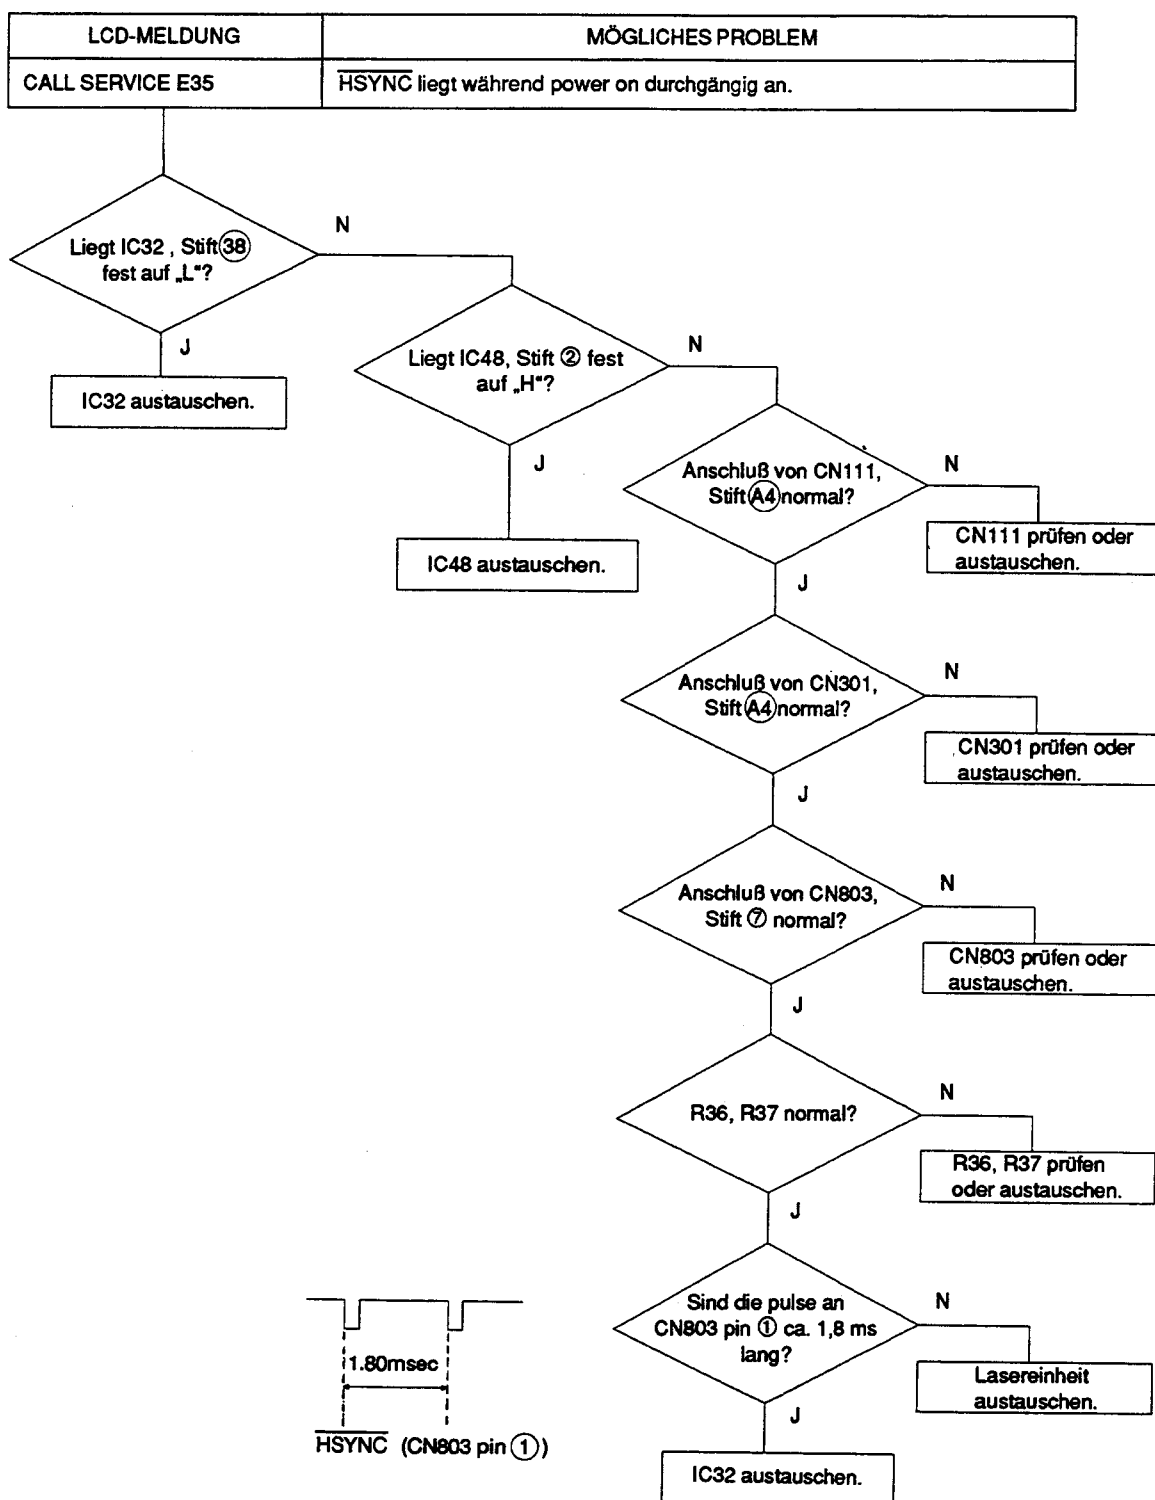 LCD-MELDUNG
MÖGLICHES PROBLEM
CALL SERVICE E35
HSYNC liegt während power on durchgängig an.
Liegt IC32 , Stift 38
fest auf „L"?
N
J
IC32 austauschen.
Liegt IC48, Stift ② fest
auf „H"?
N
J
IC48 austauschen.
Anschluß von CN111,
Stift A4 normal?
N
CN111 prüfen oder
austauschen.
J
Anschluß von CN301,
Stift A4 normal?
N
CN301 prüfen oder
austauschen.
J
Anschluß von CN803,
Stift ⑦ normal?
N
CN803 prüfen oder
austauschen.
J
R36, R37 normal?
N
R36, R37 prüfen
oder austauschen.
J
Sind die pulse an
CN803 pin ① ca. 1,8 ms
lang?
N
Lasereinheit
austauschen.
J
IC32 austauschen.
1.80msec
HSYNC (CN803 pin ①)